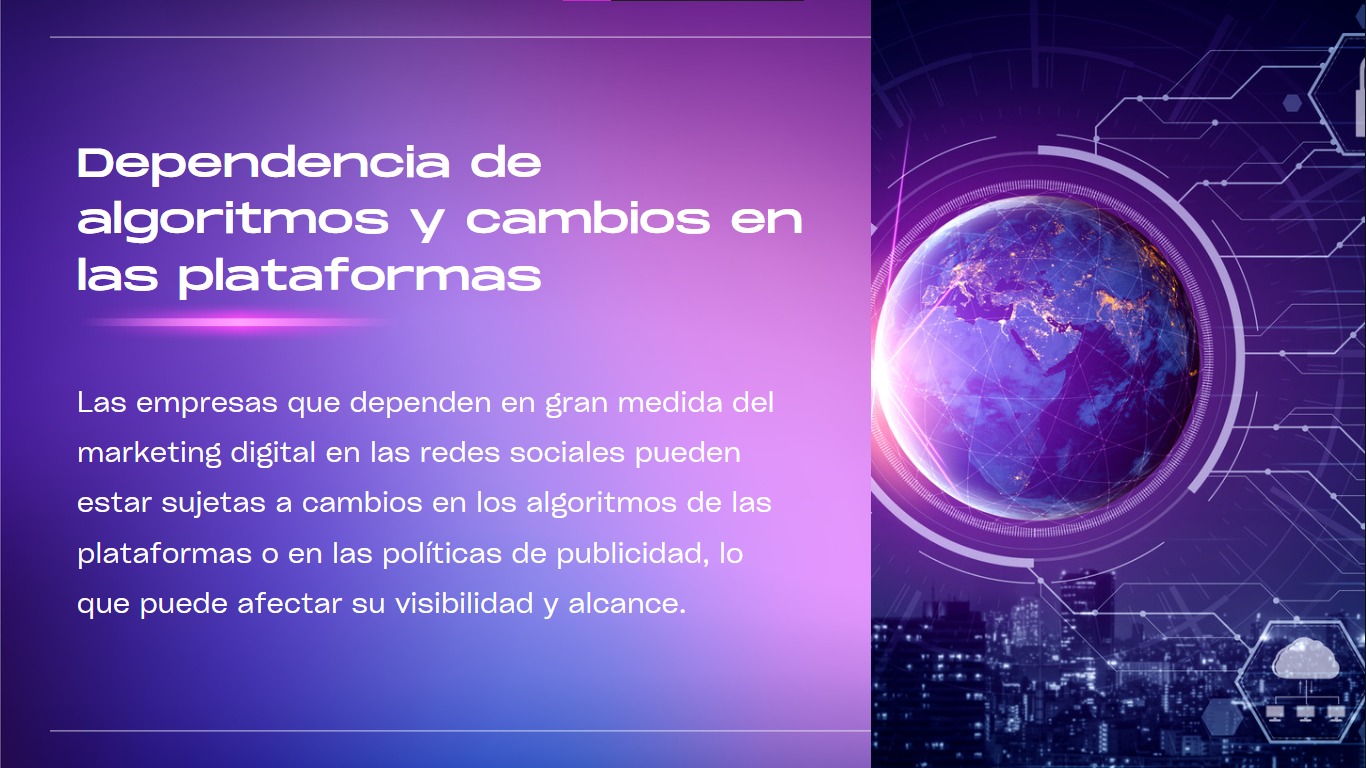 Dependencia de
algoritmos y cambios en
las plataformas
Las empresas que dependen en gran medida del
marketing digital en las redes sociales pueden
estar sujetas a cambios en los algoritmos de las
plataformas o en las políticas de publicidad, lo
que puede afectar su visibilidad y alcance.